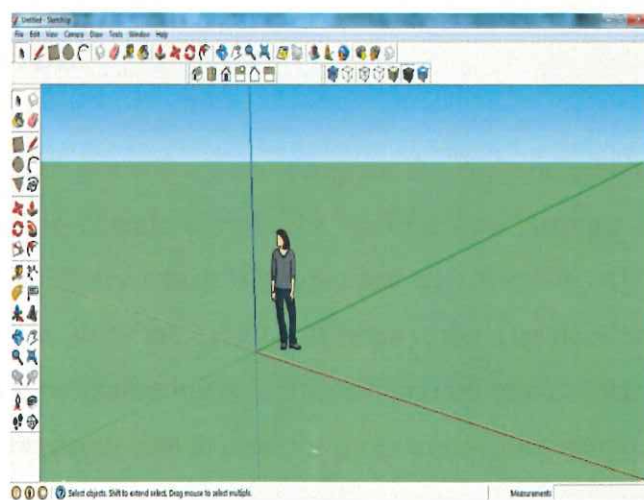 Untitled - SketchUp
File Edit View Camera Draw Tools Window Help
Select objects. Shift to extend select. Drag mouse to select multiple.
Measurements